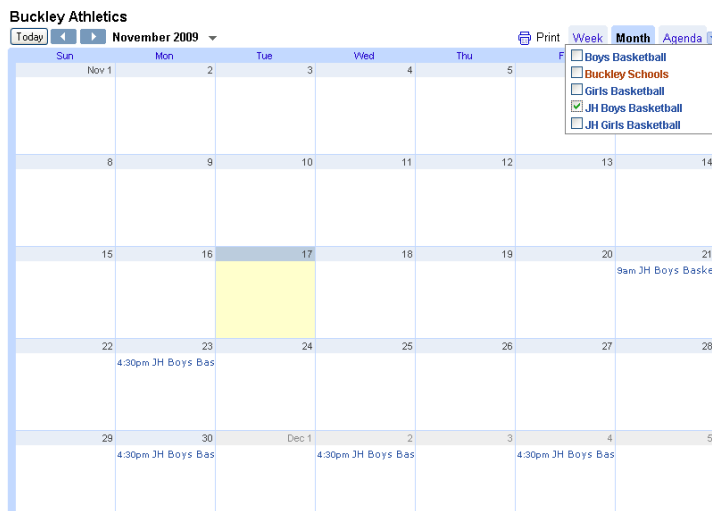 Buckley Athletics
Today November 2009 Print Week Month Agenda
Sun Mon Tue Wed Thu F
Boys Basketball
Buckley Schools
Girls Basketball
JH Boys Basketball
JH Girls Basketball
Nov 1 2 3 4 5
8 9 10 11 12 13 14
15 16 17 18 19 20 21
9am JH Boys Baske
22 23 24 25 26 27 28
4:30pm JH Boys Bas
29 30 Dec 1 2 3 4 5
4:30pm JH Boys Bas 4:30pm JH Boys Bas 4:30pm JH Boys Bas